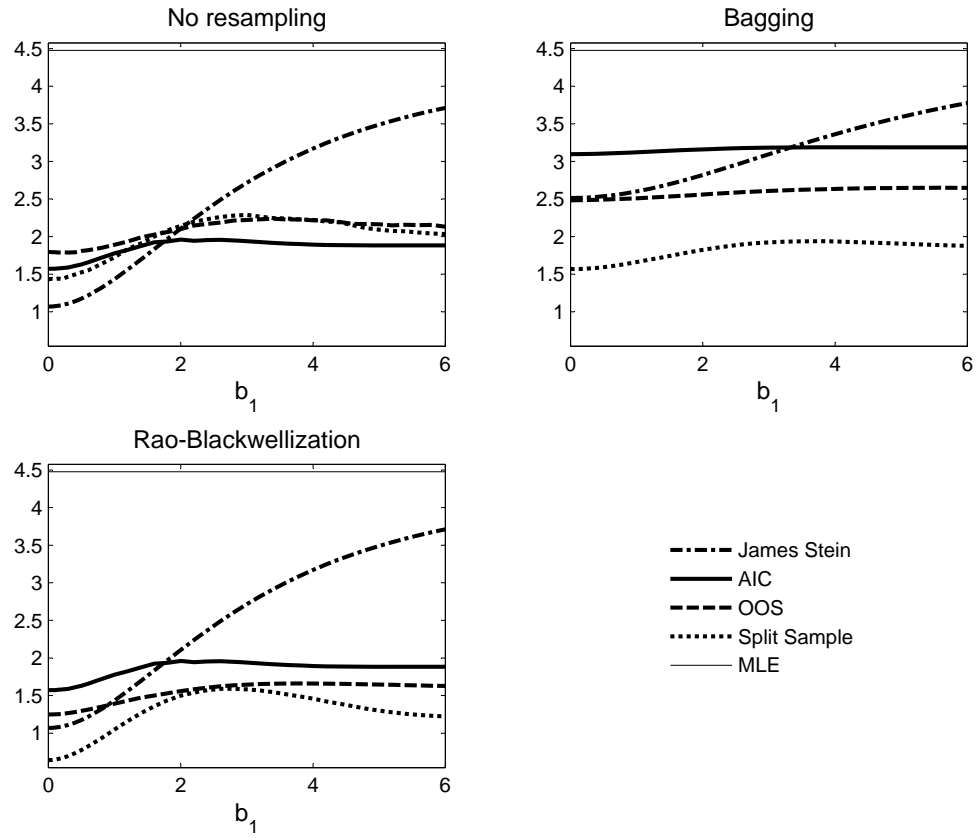 No resampling
4.5
4
3.5
3
2.5
2
1.5
1
0 2 4 6
b1
Bagging
4.5
4
3.5
3
2.5
2
1.5
1
0 2 4 6
b1
Rao-Blackwellization
4.5
4
3.5
3
2.5
2
1.5
1
0 2 4 6
b1
James Stein
AIC
OOS
Split Sample
MLE